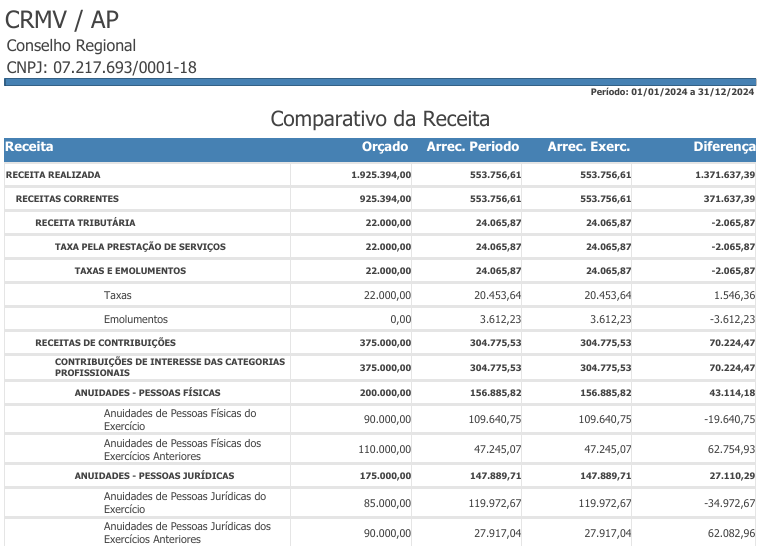 CRMV / AP
Conselho Regional
CNPJ: 07.217.693/0001-18
Período: 01/01/2024 a 31/12/2024
Comparativo da Receita
Receita Orçado Arrec. Periodo Arrec. Exerc. Diferença
RECEITA REALIZADA 1.925.394,00 553.756,61 553.756,61 1.371.637,39
RECEITAS CORRENTES 925.394,00 553.756,61 553.756,61 371.637,39
RECEITA TRIBUTÁRIA 22.000,00 24.065,87 24.065,87 -2.065,87
TAXA PELA PRESTAÇÃO DE SERVIÇOS 22.000,00 24.065,87 24.065,87 -2.065,87
TAXAS E EMOLUMENTOS 22.000,00 24.065,87 24.065,87 -2.065,87
Taxas 22.000,00 20.453,64 20.453,64 1.546,36
Emolumentos 0,00 3.612,23 3.612,23 -3.612,23
RECEITAS DE CONTRIBUIÇÕES 375.000,00 304.775,53 304.775,53 70.224,47
CONTRIBUIÇÕES DE INTERESSE DAS CATEGORIAS
PROFISSIONAIS 375.000,00 304.775,53 304.775,53 70.224,47
ANUIDADES - PESSOAS FÍSICAS 200.000,00 156.885,82 156.885,82 43.114,18
Anuidades de Pessoas Físicas do
Exercício 90.000,00 109.640,75 109.640,75 -19.640,75
Anuidades de Pessoas Físicas dos
Exercícios Anteriores 110.000,00 47.245,07 47.245,07 62.754,93
ANUIDADES - PESSOAS JURÍDICAS 175.000,00 147.889,71 147.889,71 27.110,29
Anuidades de Pessoas Jurídicas do
Exercício 85.000,00 119.972,67 119.972,67 -34.972,67
Anuidades de Pessoas Jurídicas dos
Exercícios Anteriores 90.000,00 27.917,04 27.917,04 62.082,96